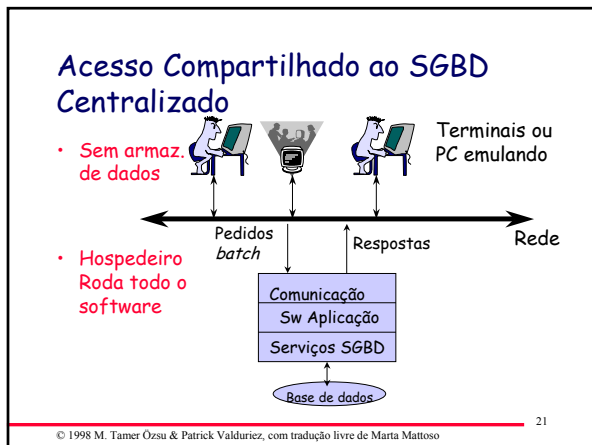 Acesso Compartilhado ao SGBD
Centralizado
• Sem armaz.
de dados
Terminais ou
PC emulando
Pedidos
batch
Respostas
Rede
• Hospedeiro
Roda todo o
software
Comunicação
Sw Aplicação
Serviços SGBD
Base de dados
21
© 1998 M. Tamer Özsu & Patrick Valduriez, com tradução livre de Marta Mattoso